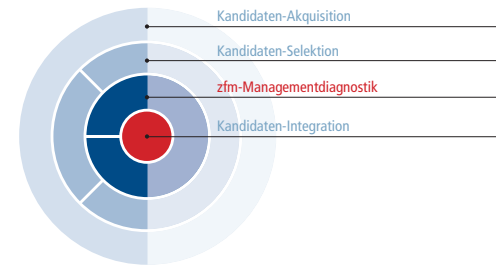 Kandidaten-Akquisition
Kandidaten-Selektion
zfm-Managementdiagnostik
Kandidaten-Integration